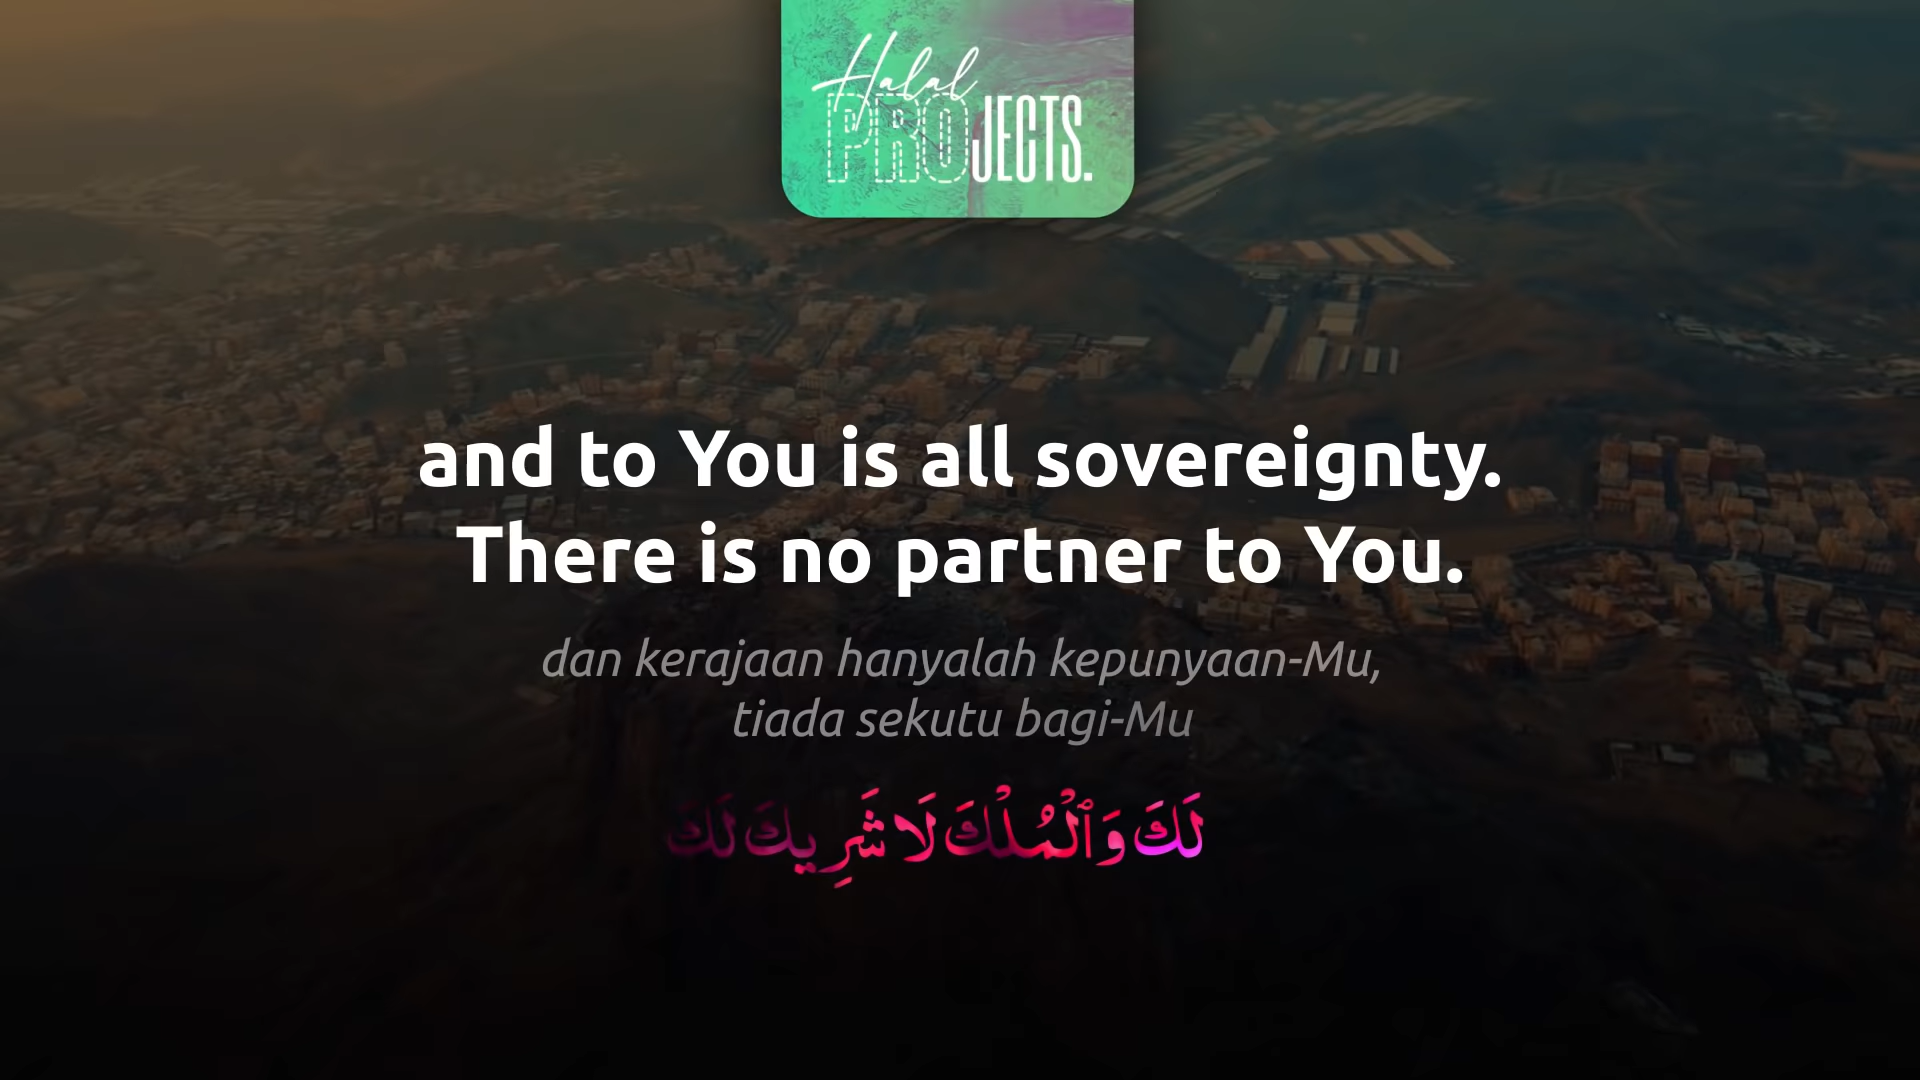 Halal
PROJECTS.
and to You is all sovereignty.
There is no partner to You.
dan kerajaan hanyalah kepunyaan-Mu,
tiada sekutu bagi-Mu
لَكَ وَٱلْمُلْكَ لَا شَرِيكَ لَكَ